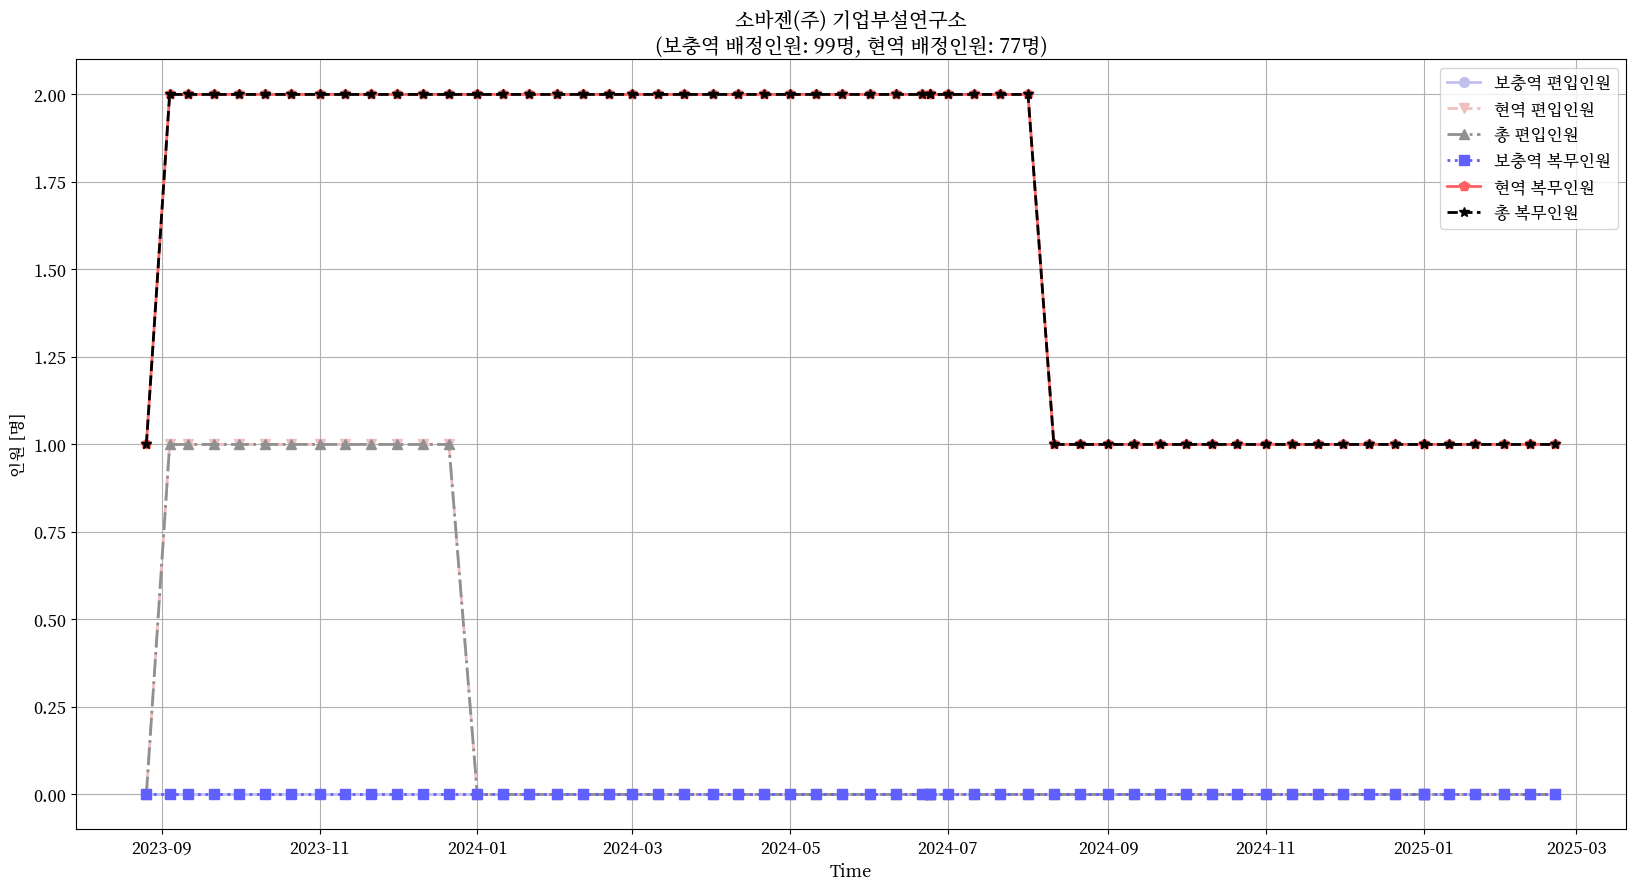 소바젠(주) 기업부설연구소
(보충역 배정인원: 99명, 현역 배정인원: 77명)
보충역 편입인원
현역 편입인원
총 편입인원
보충역 복무인원
현역 복무인원
총 복무인원
인원 [명]
2.00
1.75
1.50
1.25
1.00
0.75
0.50
0.25
0.00
2023-09 2023-11 2024-01 2024-03 2024-05 2024-07 2024-09 2024-11 2025-01 2025-03
Time